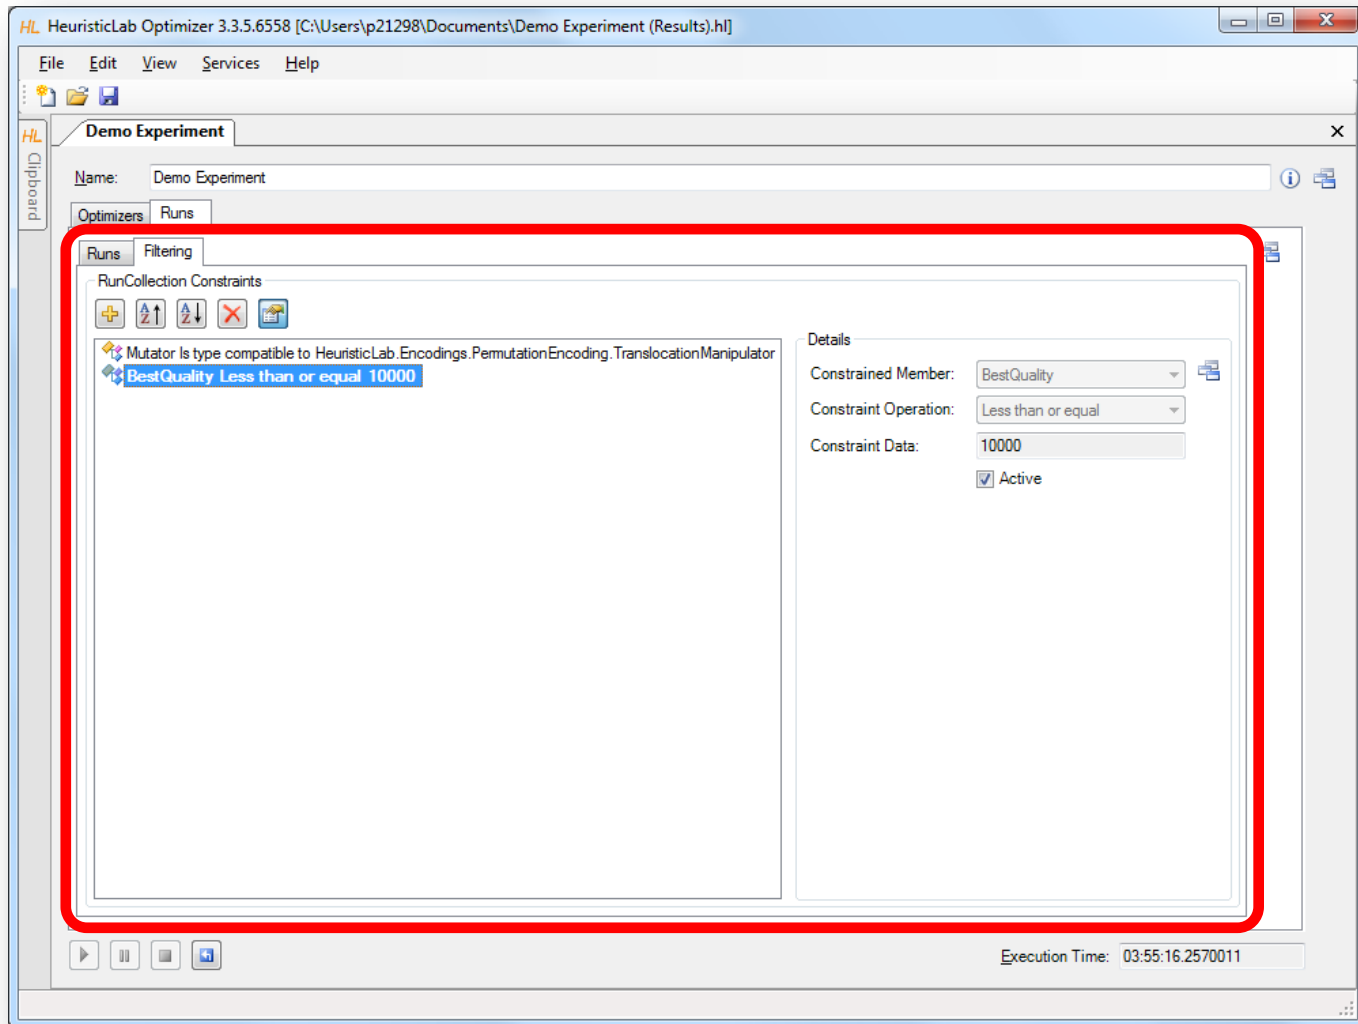 HL HeuristicLab Optimizer 3.3.5.6558 [C:\Users\p21298\Documents\Demo Experiment (Results).hl]
File Edit View Services Help
HL Clipboard
Demo Experiment
Name: Demo Experiment
Optimizers Runs
Runs Filtering
RunCollection Constraints
Mutator Is type compatible to HeuristicLab.Encodings.PermutationEncoding.TranslocationManipulator
BestQuality Less than or equal 10000
Details
Constrained Member: BestQuality
Constraint Operation: Less than or equal
Constraint Data: 10000
Active
Execution Time: 03:55:16.2570011